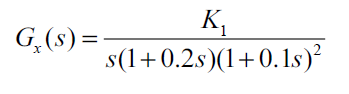 G_x(s) = K_1 / s(1+0.2s)(1+0.1s)^2